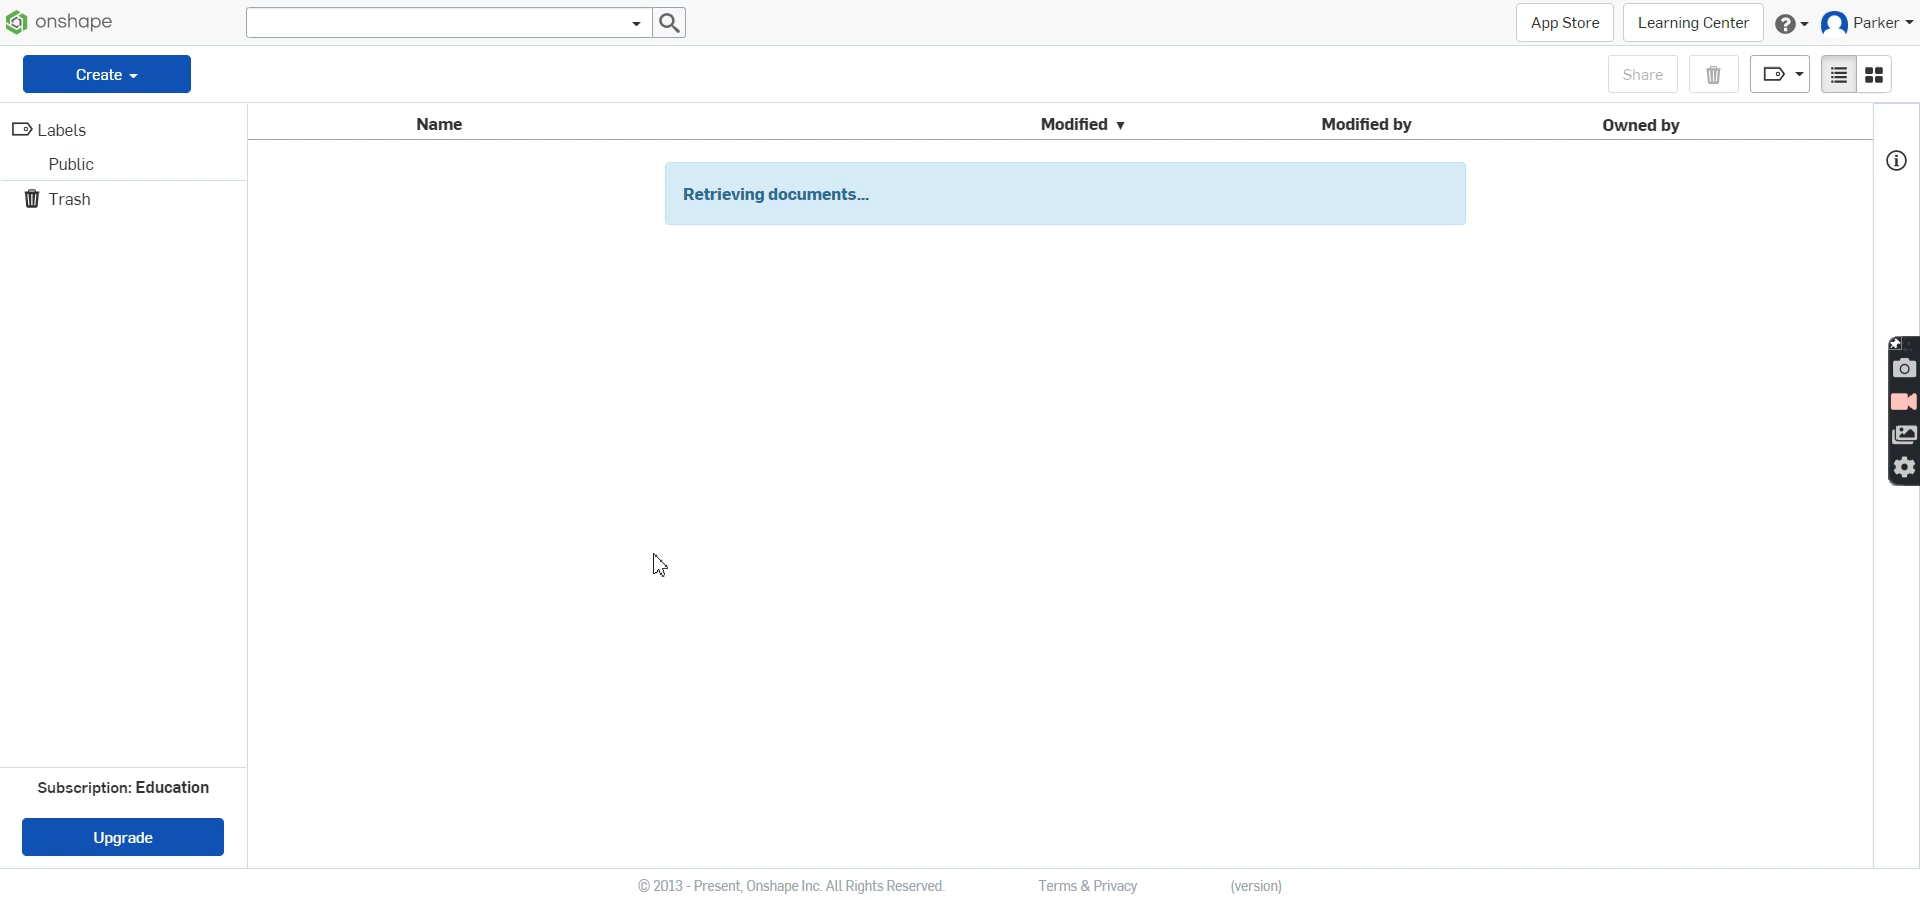 onshape
App Store
Learning Center
Parker
Create
Share
Labels
Public
Trash
Name
Modified ▼
Modified by
Owned by
Retrieving documents...
Subscription: Education
Upgrade
© 2013 - Present, Onshape Inc. All Rights Reserved.
Terms & Privacy
(version)